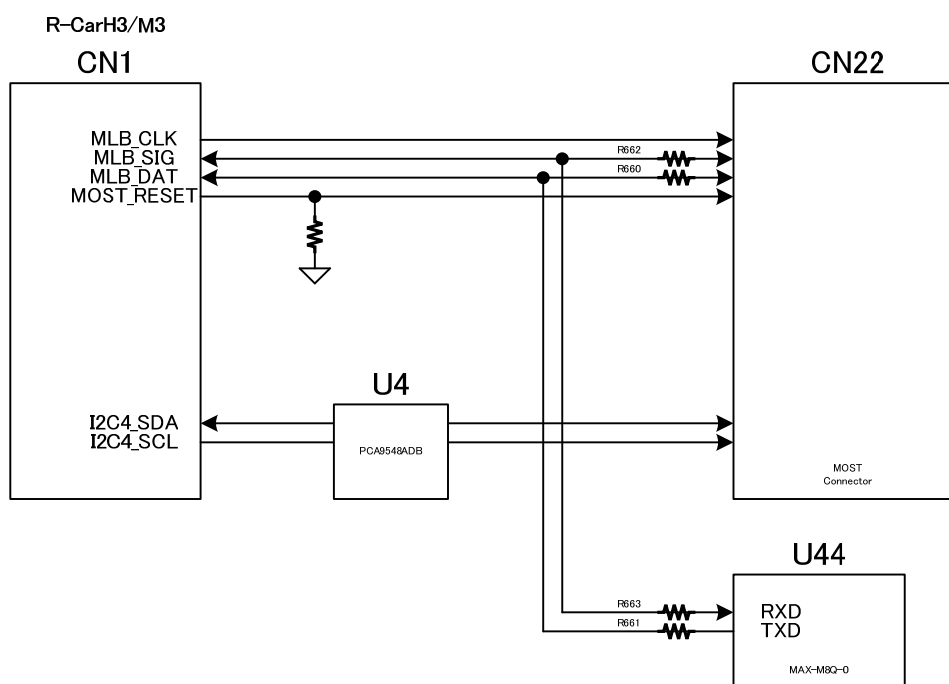 R-CarH3/M3
CN1
CN22
MLB_CLK
MLB_SIG
R662
MLB_DAT
R660
MOST_RESET
U4
I2C4_SDA
I2C4_SCL
PCA9548ADB
MOST
Connector
U44
R663
RXD
R661
TXD
MAX-M8Q-0